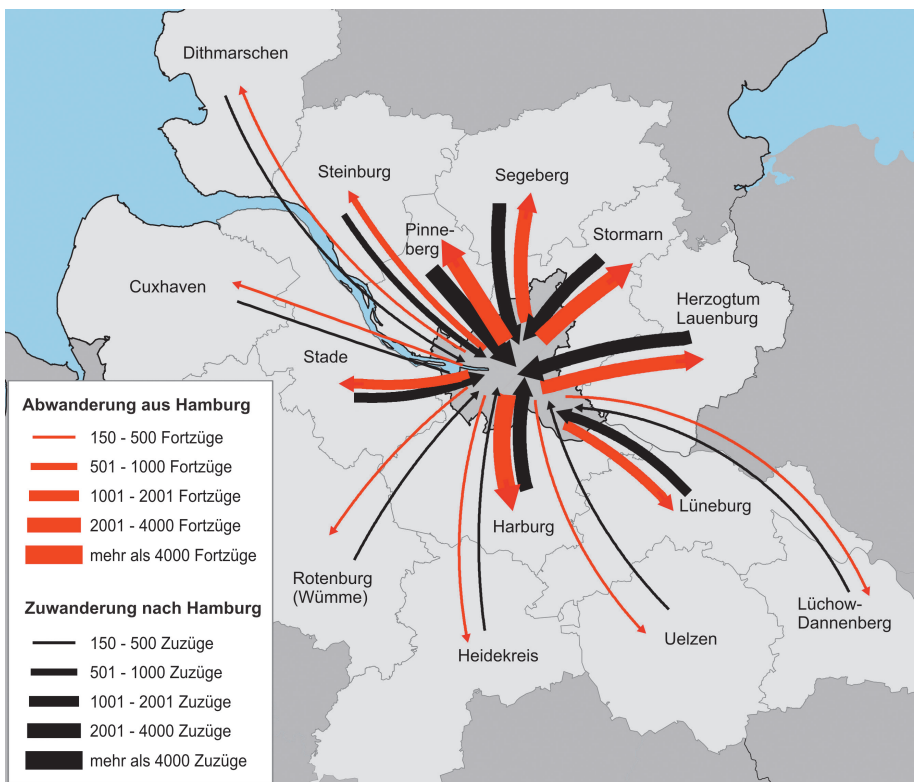 Dithmarschen
Steinburg
Segeberg
Pinne-
berg
Stormarn
Cuxhaven
Herzogtum
Lauenburg
Stade
Abwanderung aus Hamburg
150 - 500 Fortzüge
501 - 1000 Fortzüge
1001 - 2001 Fortzüge
2001 - 4000 Fortzüge
mehr als 4000 Fortzüge
Zuwanderung nach Hamburg
150 - 500 Zuzüge
501 - 1000 Zuzüge
1001 - 2001 Zuzüge
2001 - 4000 Zuzüge
mehr als 4000 Zuzüge
Harburg
Lüneburg
Rotenburg
(Wümme)
Heidekreis
Uelzen
Lüchow-
Dannenberg